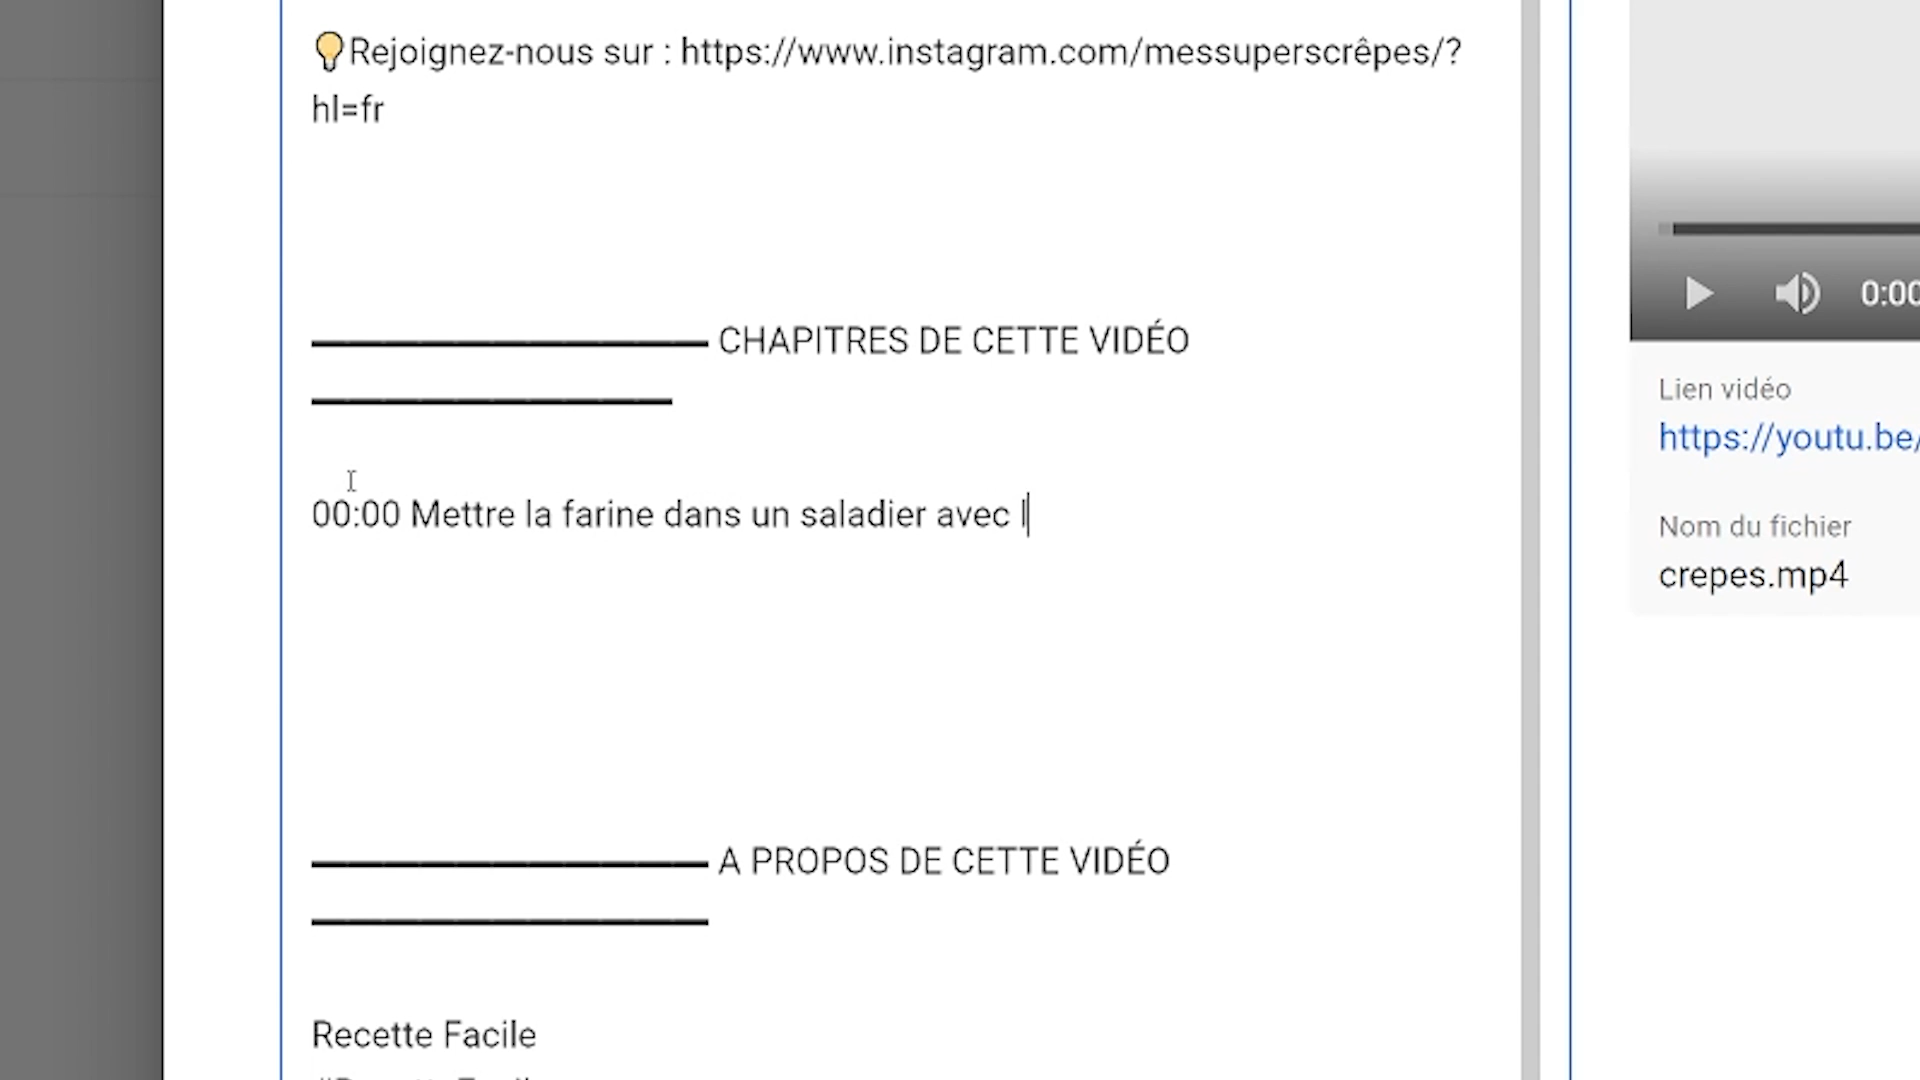 💡Rejoignez-nous sur : https://www.instagram.com/messuperscrêpes/?
hl=fr
0:00
▬▬▬▬▬▬▬▬▬▬▬ CHAPITRES DE CETTE VIDÉO
▬▬▬▬▬▬▬▬▬▬
Lien vidéo
https://youtu.be/
00:00 Mettre la farine dans un saladier avec l
Nom du fichier
crepes.mp4
▬▬▬▬▬▬▬▬▬▬▬ A PROPOS DE CETTE VIDÉO
▬▬▬▬▬▬▬▬▬▬▬
Recette Facile